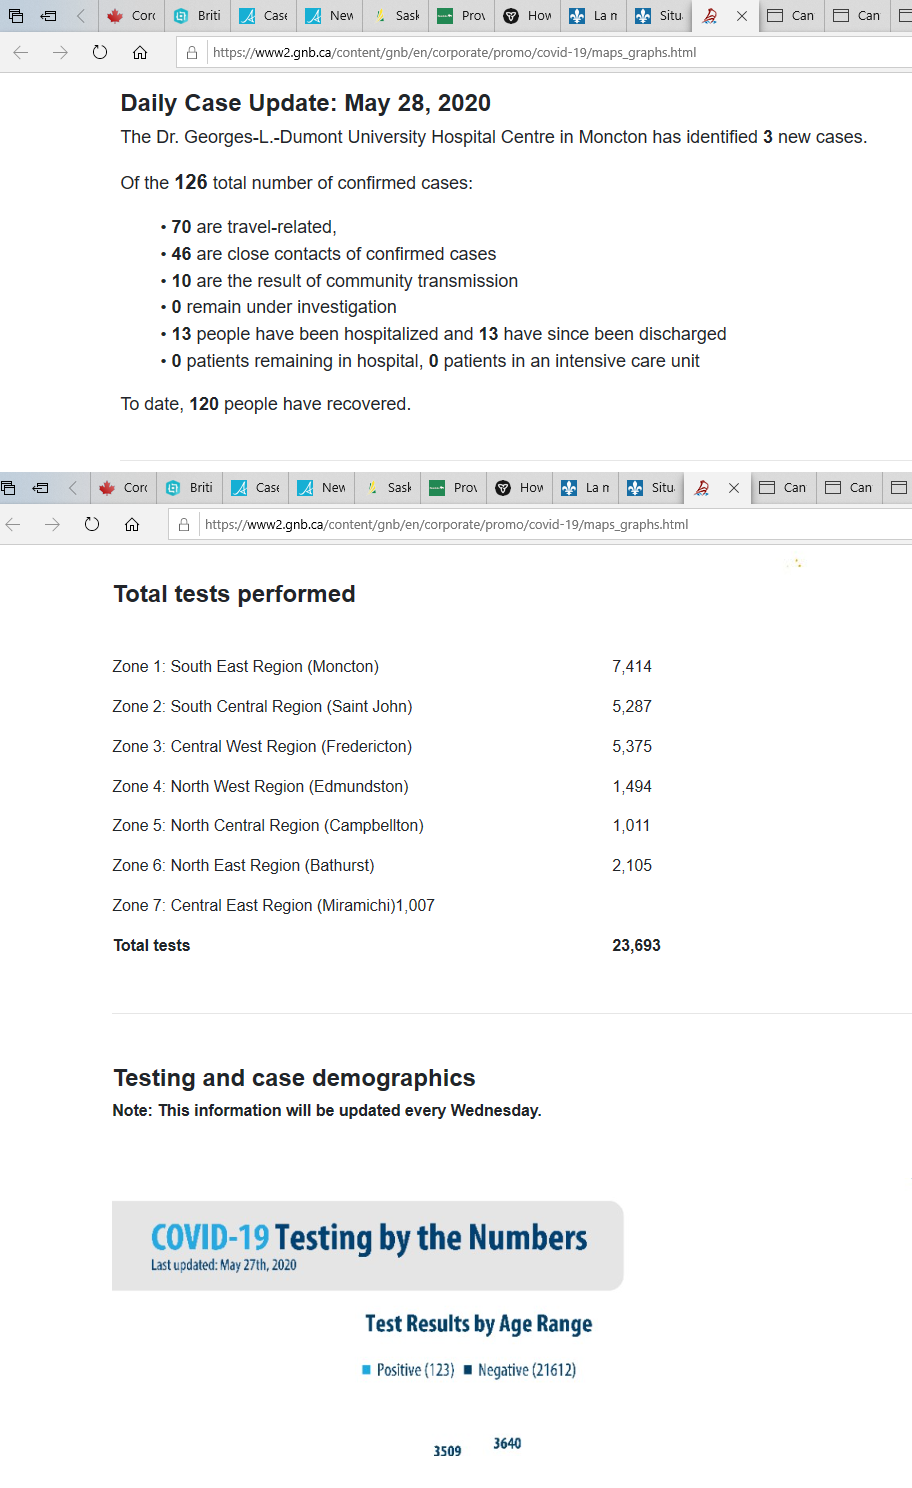 Corc Briti Case New Sask Prov How La n Situ Can Can
https://www2.gnb.ca/content/gnb/en/corporate/promo/covid-19/maps_graphs.html
Daily Case Update: May 28, 2020
The Dr. Georges-L.-Dumont University Hospital Centre in Moncton has identified 3 new cases.
Of the 126 total number of confirmed cases:
• 70 are travel-related,
• 46 are close contacts of confirmed cases
• 10 are the result of community transmission
• 0 remain under investigation
• 13 people have been hospitalized and 13 have since been discharged
• 0 patients remaining in hospital, 0 patients in an intensive care unit
To date, 120 people have recovered.
Corc Briti Case New Sask Prov How La n Situ Can Can
https://www2.gnb.ca/content/gnb/en/corporate/promo/covid-19/maps_graphs.html
Total tests performed
Zone 1: South East Region (Moncton) 7,414
Zone 2: South Central Region (Saint John) 5,287
Zone 3: Central West Region (Fredericton) 5,375
Zone 4: North West Region (Edmundston) 1,494
Zone 5: North Central Region (Campbellton) 1,011
Zone 6: North East Region (Bathurst) 2,105
Zone 7: Central East Region (Miramichi)1,007
Total tests 23,693
Testing and case demographics
Note: This information will be updated every Wednesday.
COVID-19 Testing by the Numbers
Last updated: May 27th, 2020
Test Results by Age Range
Positive (123) Negative (21612)
3640
3509